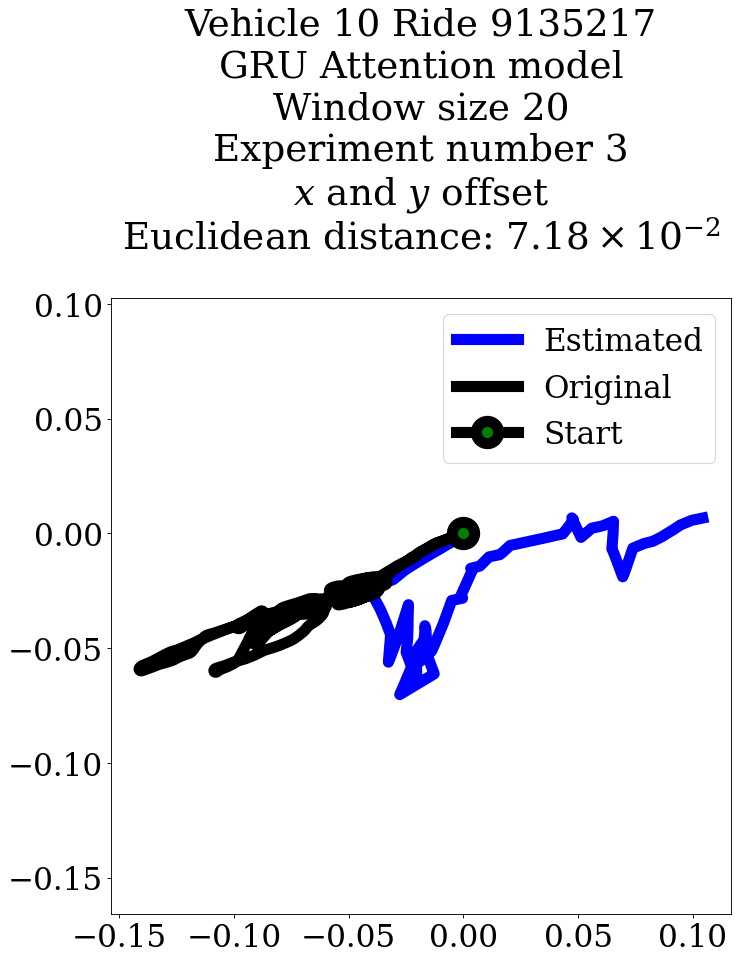 Vehicle 10 Ride 9135217
GRU Attention model
Window size 20
Experiment number 3
x and y offset
Euclidean distance: 7.18 × 10⁻²
Estimated
Original
Start
0.10
0.05
0.00
−0.05
−0.10
−0.15
−0.15 −0.10 −0.05 0.00 0.05 0.10